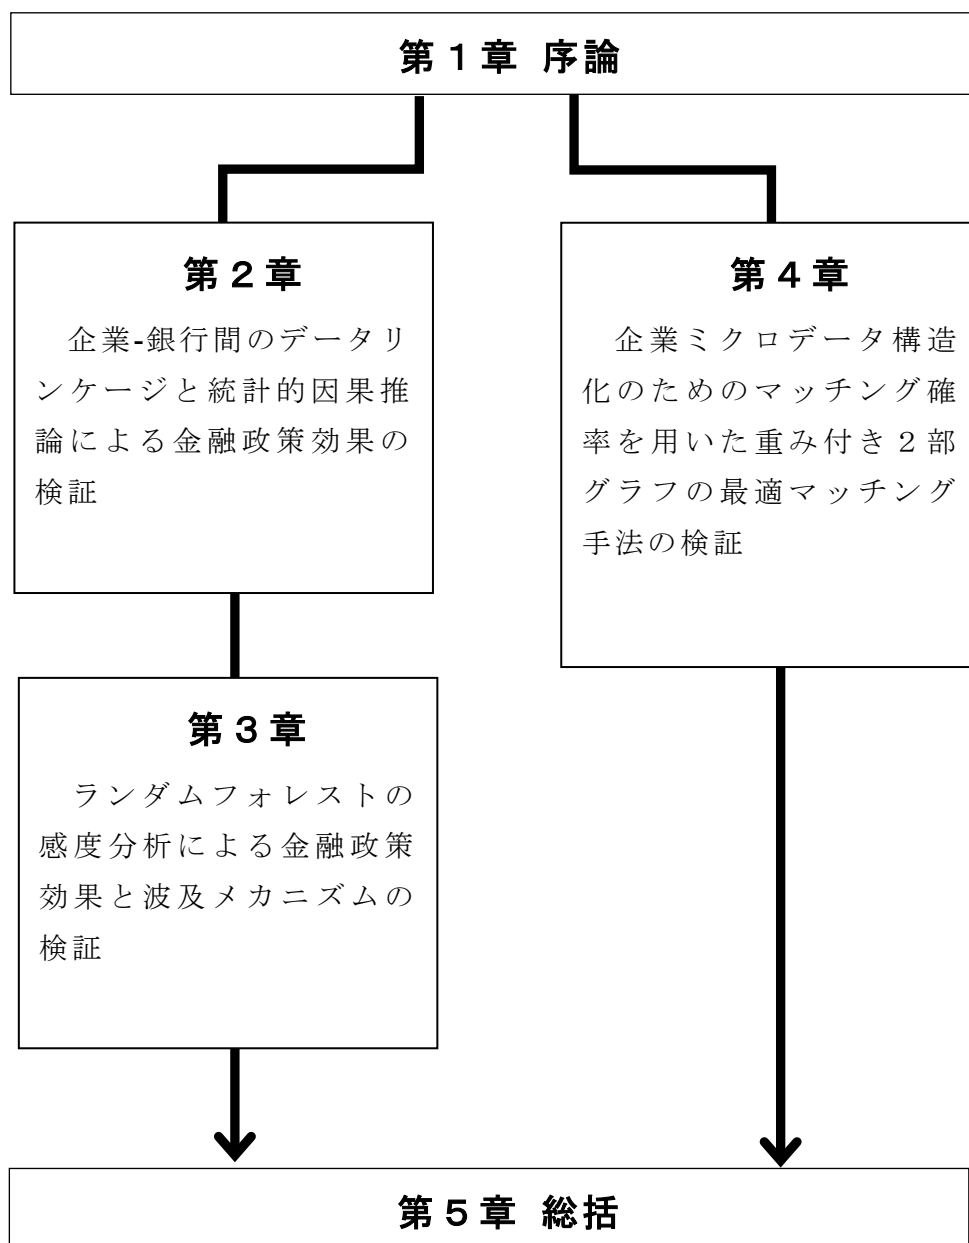 第１章 序論
第２章
企業-銀行間のデータリ
ンケージと統計的因果推
論による金融政策効果の
検証
第３章
ランダムフォレストの
感度分析による金融政策
効果と波及メカニズムの
検証
第４章
企業ミクロデータ構造
化のためのマッチング確
率を用いた重み付き２部
グラフの最適マッチング
手法の検証
第５章 総括